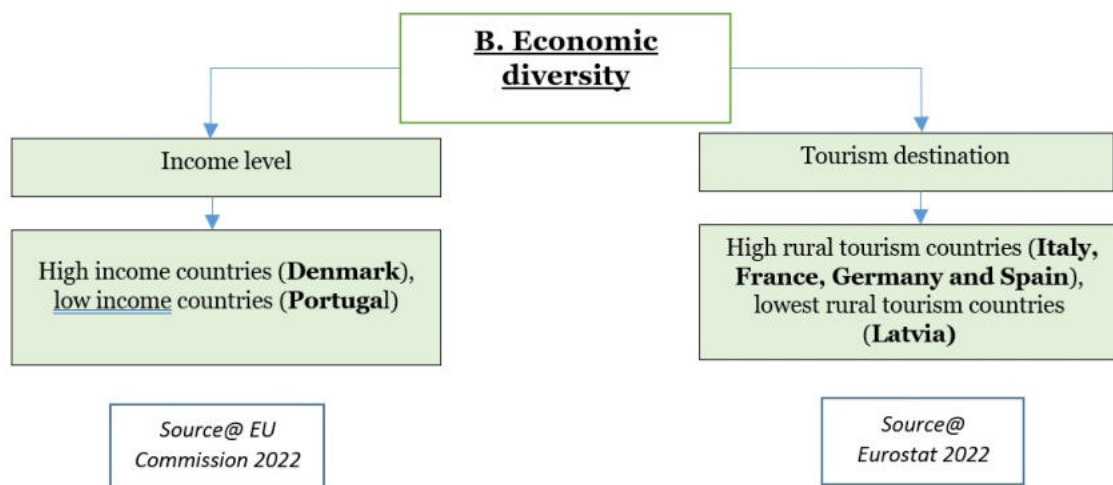 B. Economic
diversity
Income level
Tourism destination
High income countries (Denmark),
low income countries (Portugal)
High rural tourism countries (Italy,
France, Germany and Spain),
lowest rural tourism countries
(Latvia)
Source@ EU
Commission 2022
Source@
Eurostat 2022